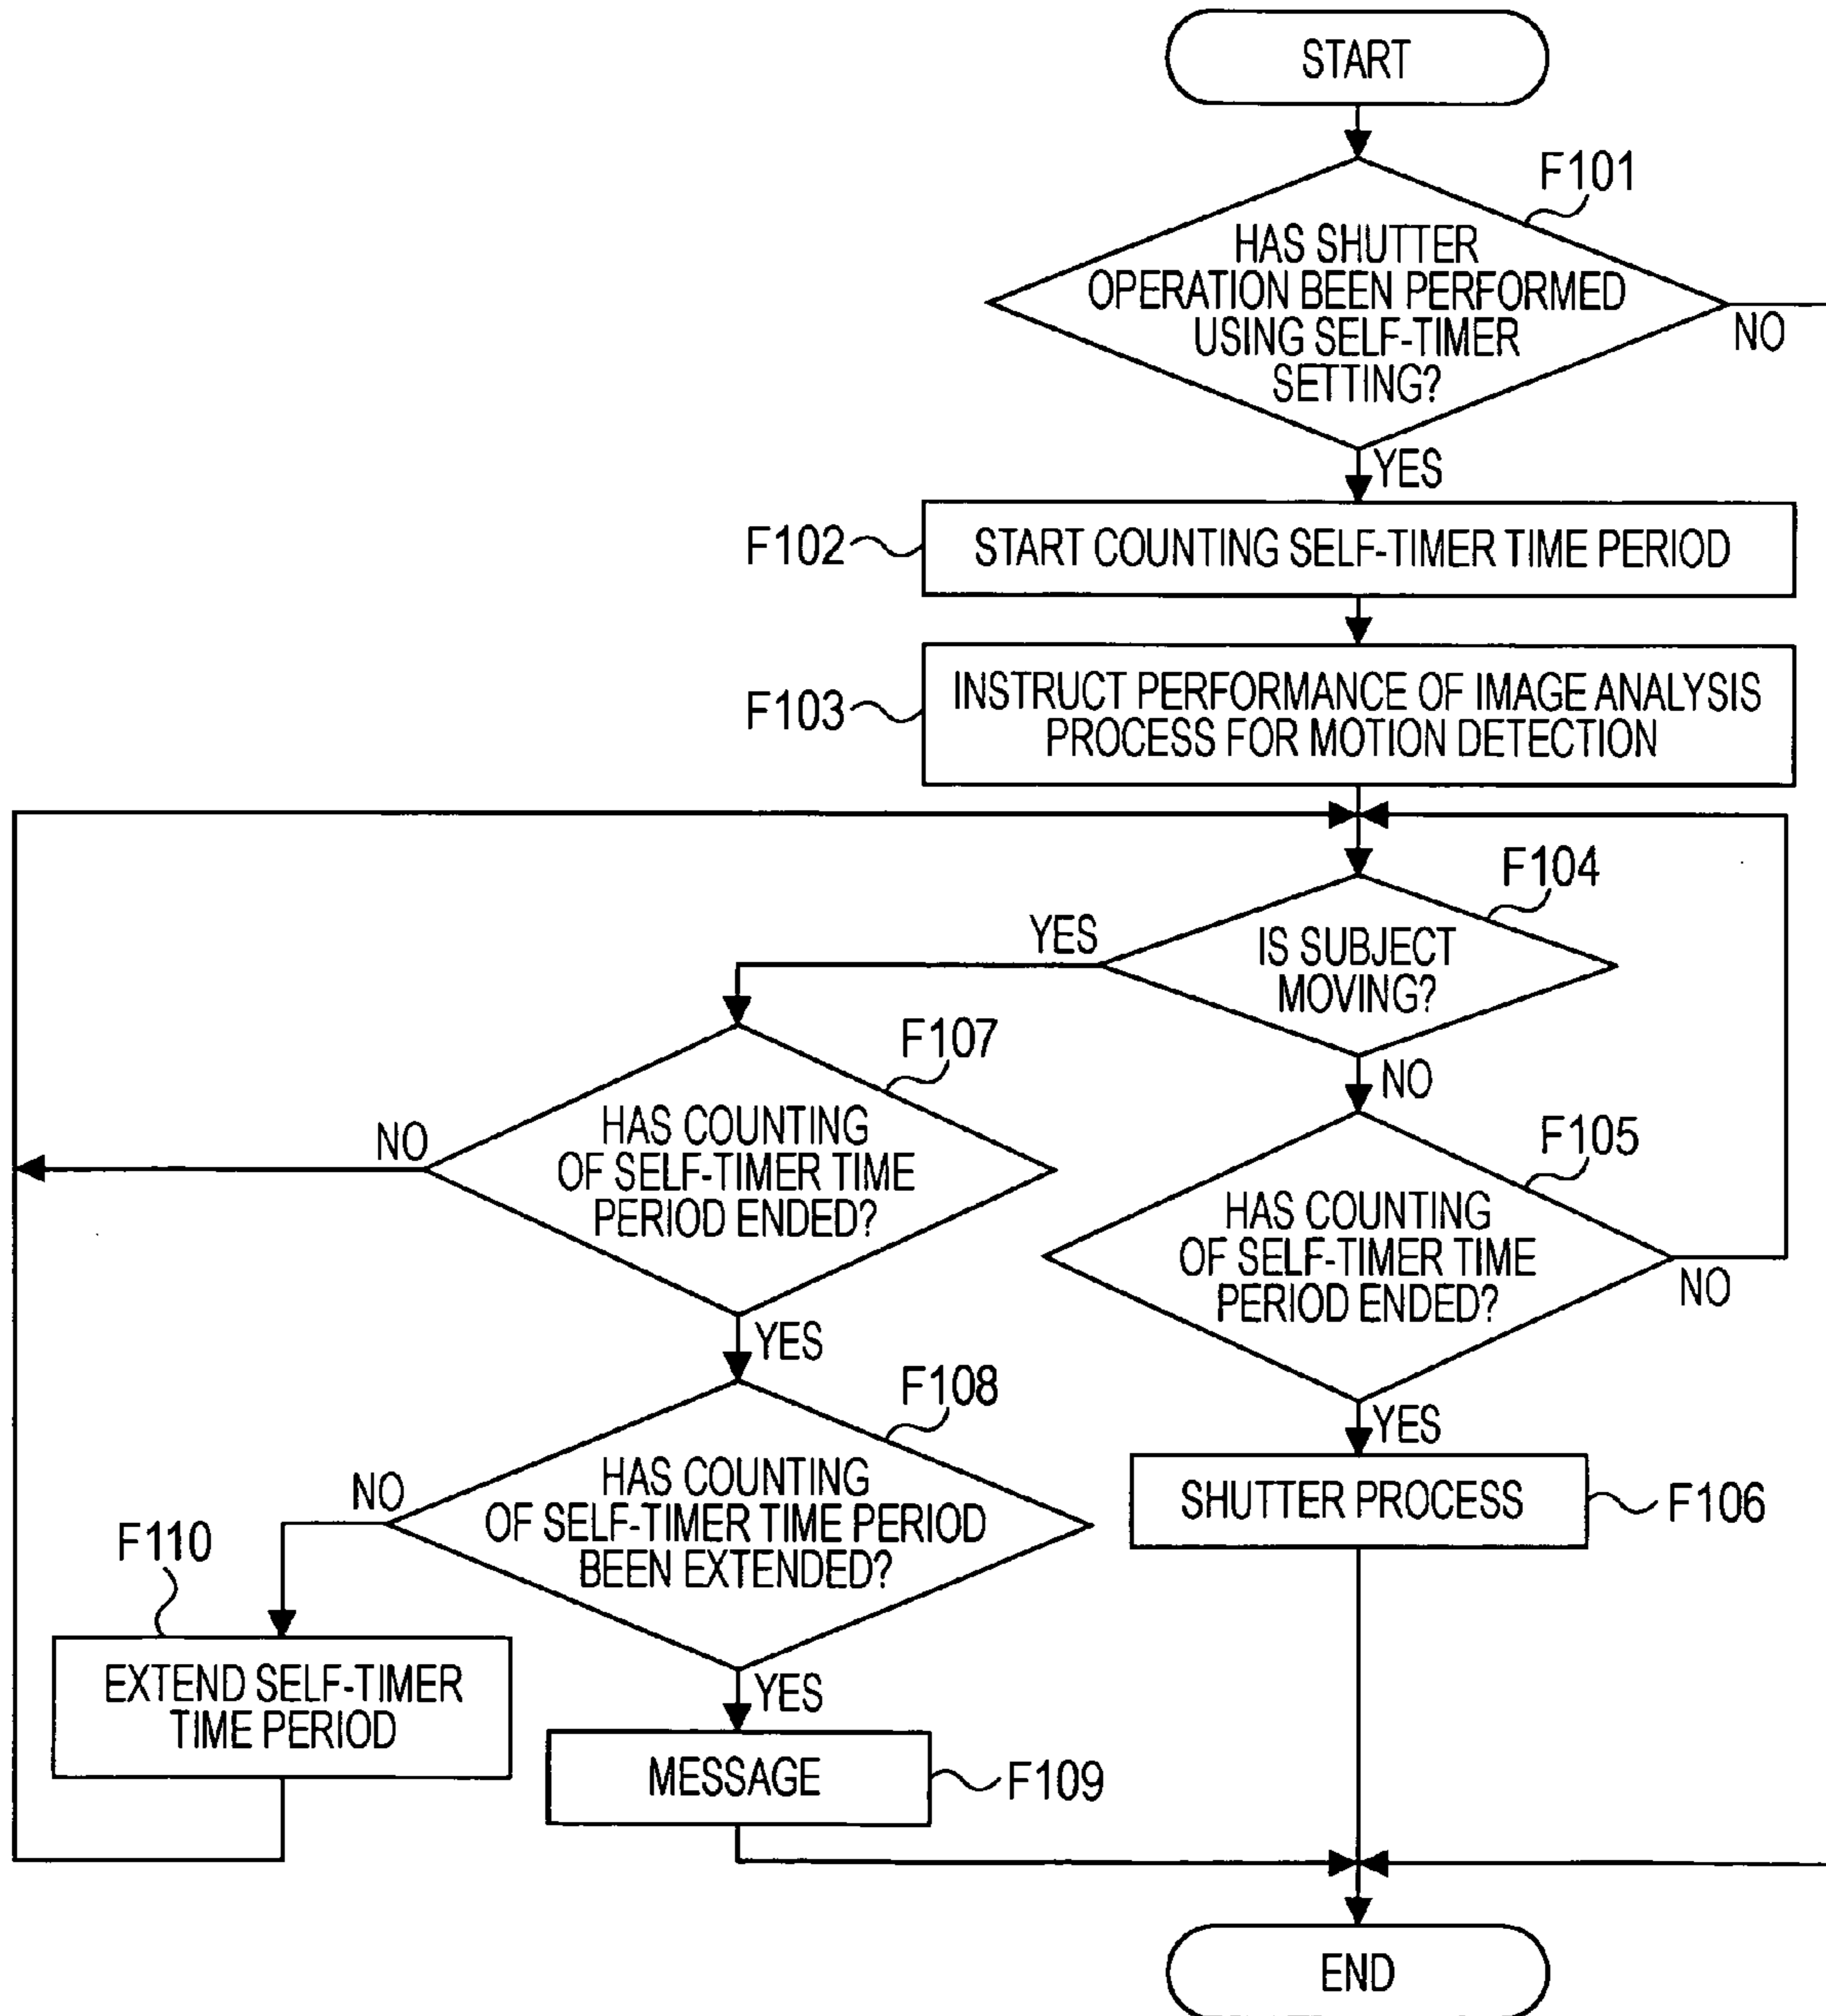 START
F101
HAS SHUTTER
OPERATION BEEN PERFORMED
USING SELF-TIMER
SETTING?
NO
YES
F102
START COUNTING SELF-TIMER TIME PERIOD
F103
INSTRUCT PERFORMANCE OF IMAGE ANALYSIS
PROCESS FOR MOTION DETECTION
F104
IS SUBJECT
MOVING?
YES
NO
F107
HAS COUNTING
OF SELF-TIMER TIME
PERIOD ENDED?
NO
YES
F105
HAS COUNTING
OF SELF-TIMER TIME
PERIOD ENDED?
NO
YES
F108
HAS COUNTING
OF SELF-TIMER TIME PERIOD
BEEN EXTENDED?
NO
YES
SHUTTER PROCESS
F106
F110
EXTEND SELF-TIMER
TIME PERIOD
MESSAGE
F109
END